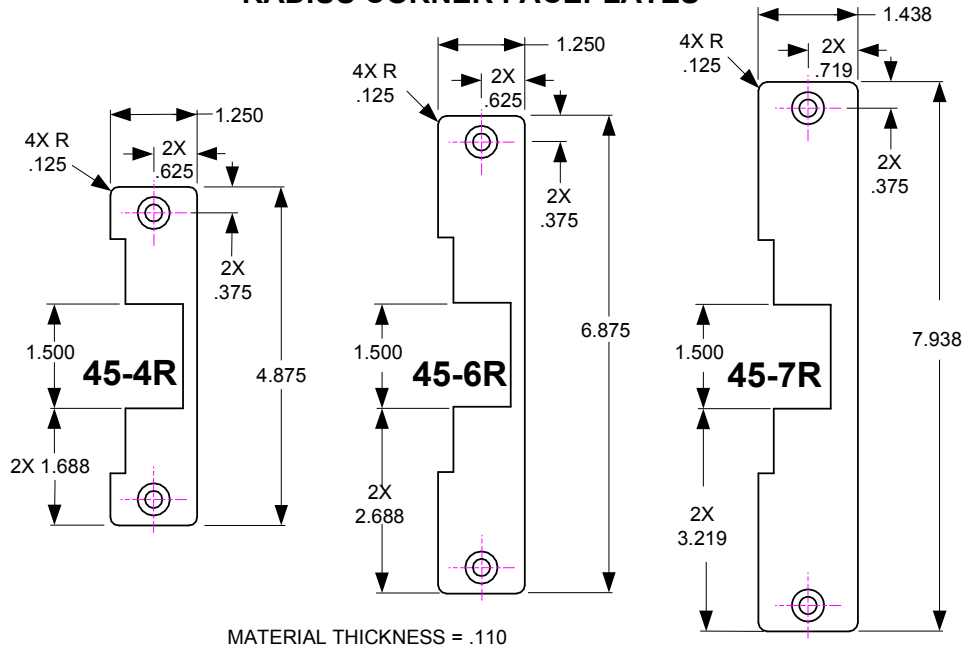 RADIUS CORNER FACEPLATES
4X R
.125
1.250
2X
.625
2X
.375
1.500
45-4R
4.875
2X 1.688
4X R
.125
1.250
2X
.625
2X
.375
1.500
45-6R
6.875
2X
2.688
4X R
.125
1.438
2X
.719
2X
.375
1.500
45-7R
7.938
2X
3.219
MATERIAL THICKNESS = .110